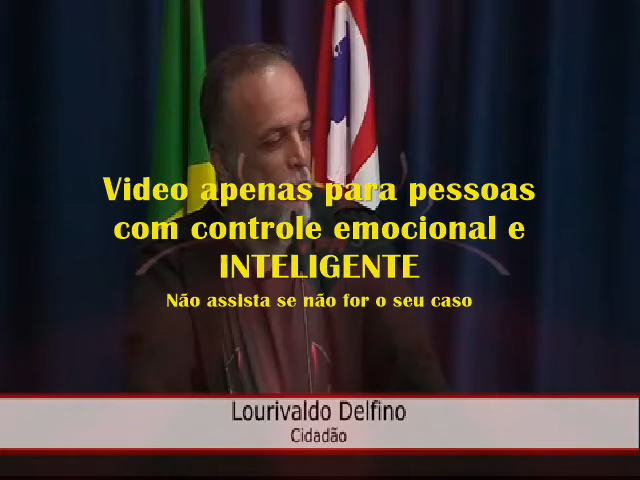 Video apenas para pessoas
com controle emocional e
INTELIGENTE
Não assista se não for o seu caso
Lourivaldo Delfino
Cidadão